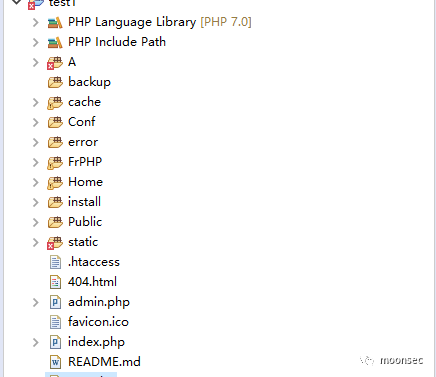 test1
PHP Language Library [PHP 7.0]
PHP Include Path
A
backup
cache
Conf
error
FrPHP
Home
install
Public
static
.htaccess
404.html
admin.php
favicon.ico
index.php
README.md
moonsec